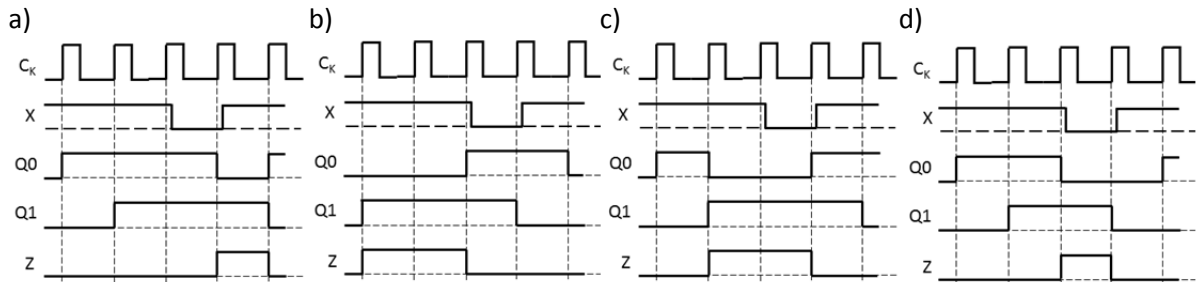 a) b) c) d)
CK CK CK CK
X X X X
Q0 Q0 Q0 Q0
Q1 Q1 Q1 Q1
Z Z Z Z